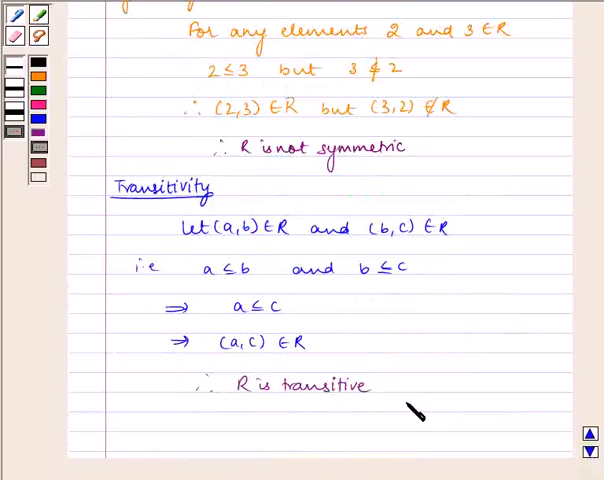 For any elements 2 and 3 ∈ R
2 ≤ 3 but 3 ≰ 2
∴ (2,3) ∈ R but (3,2) ∉ R
∴ R is not symmetric
Transitivity
let (a,b) ∈ R and (b,c) ∈ R
i.e a ≤ b and b ≤ c
⇒ a ≤ c
⇒ (a,c) ∈ R
∴ R is transitive